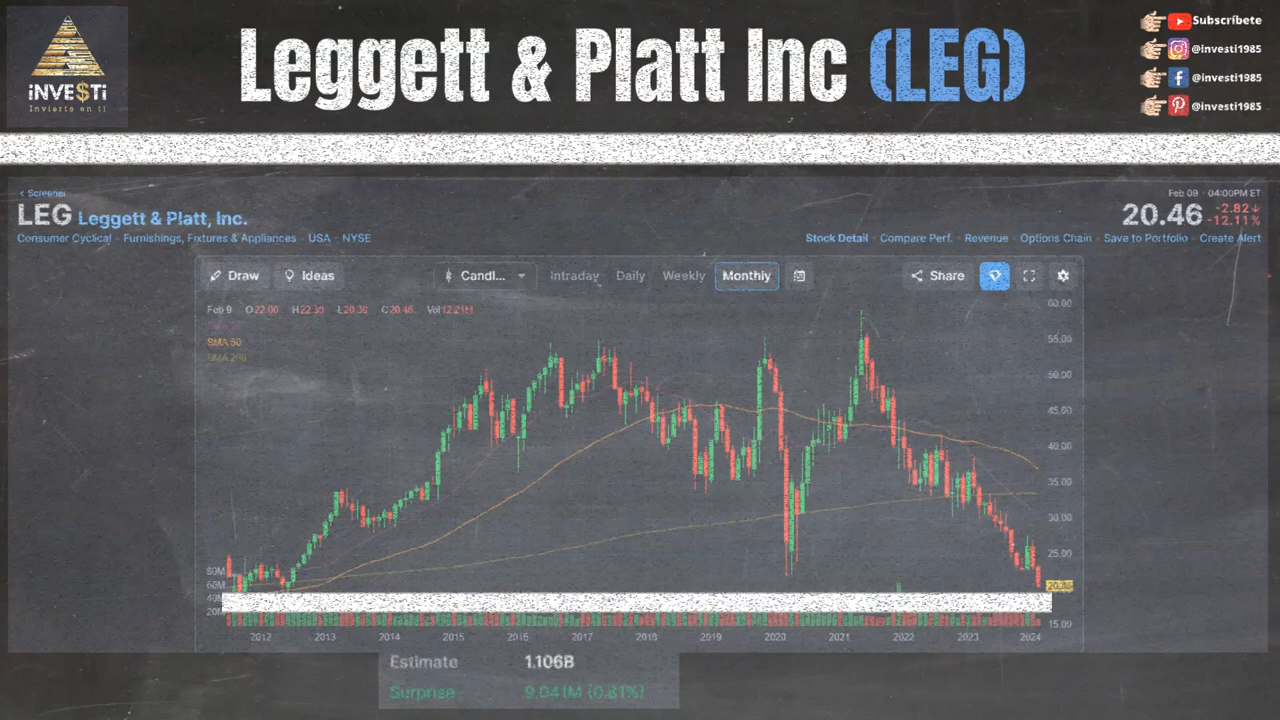 iNVE$Ti
Invierte en ti
Leggett & Platt Inc (LEG)
Subscríbete
@investi1985
@investi1985
@investi1985
‹ Screener
LEG Leggett & Platt, Inc.
Consumer Cyclical · Furnishings, Fixtures & Appliances · USA · NYSE
Feb 09 · 04:00PM ET
20.46 -2.82↓
-12.11%
Stock Detail · Compare Perf. · Revenue · Options Chain · Save to Portfolio · Create Alert
Draw Ideas Candl... Intraday Daily Weekly Monthly Share
Feb 9 O22.00 H22.30 L20.30 C20.46 Vol12.21M
SMA 50
SMA 200
60.00
55.00
50.00
45.00
40.00
35.00
30.00
25.00
20.46
15.00
80M
60M
40M
20M
2012 2013 2014 2015 2016 2017 2018 2019 2020 2021 2022 2023 2024
Estimate 1.106B
Surprise 9.041M (0.81%)